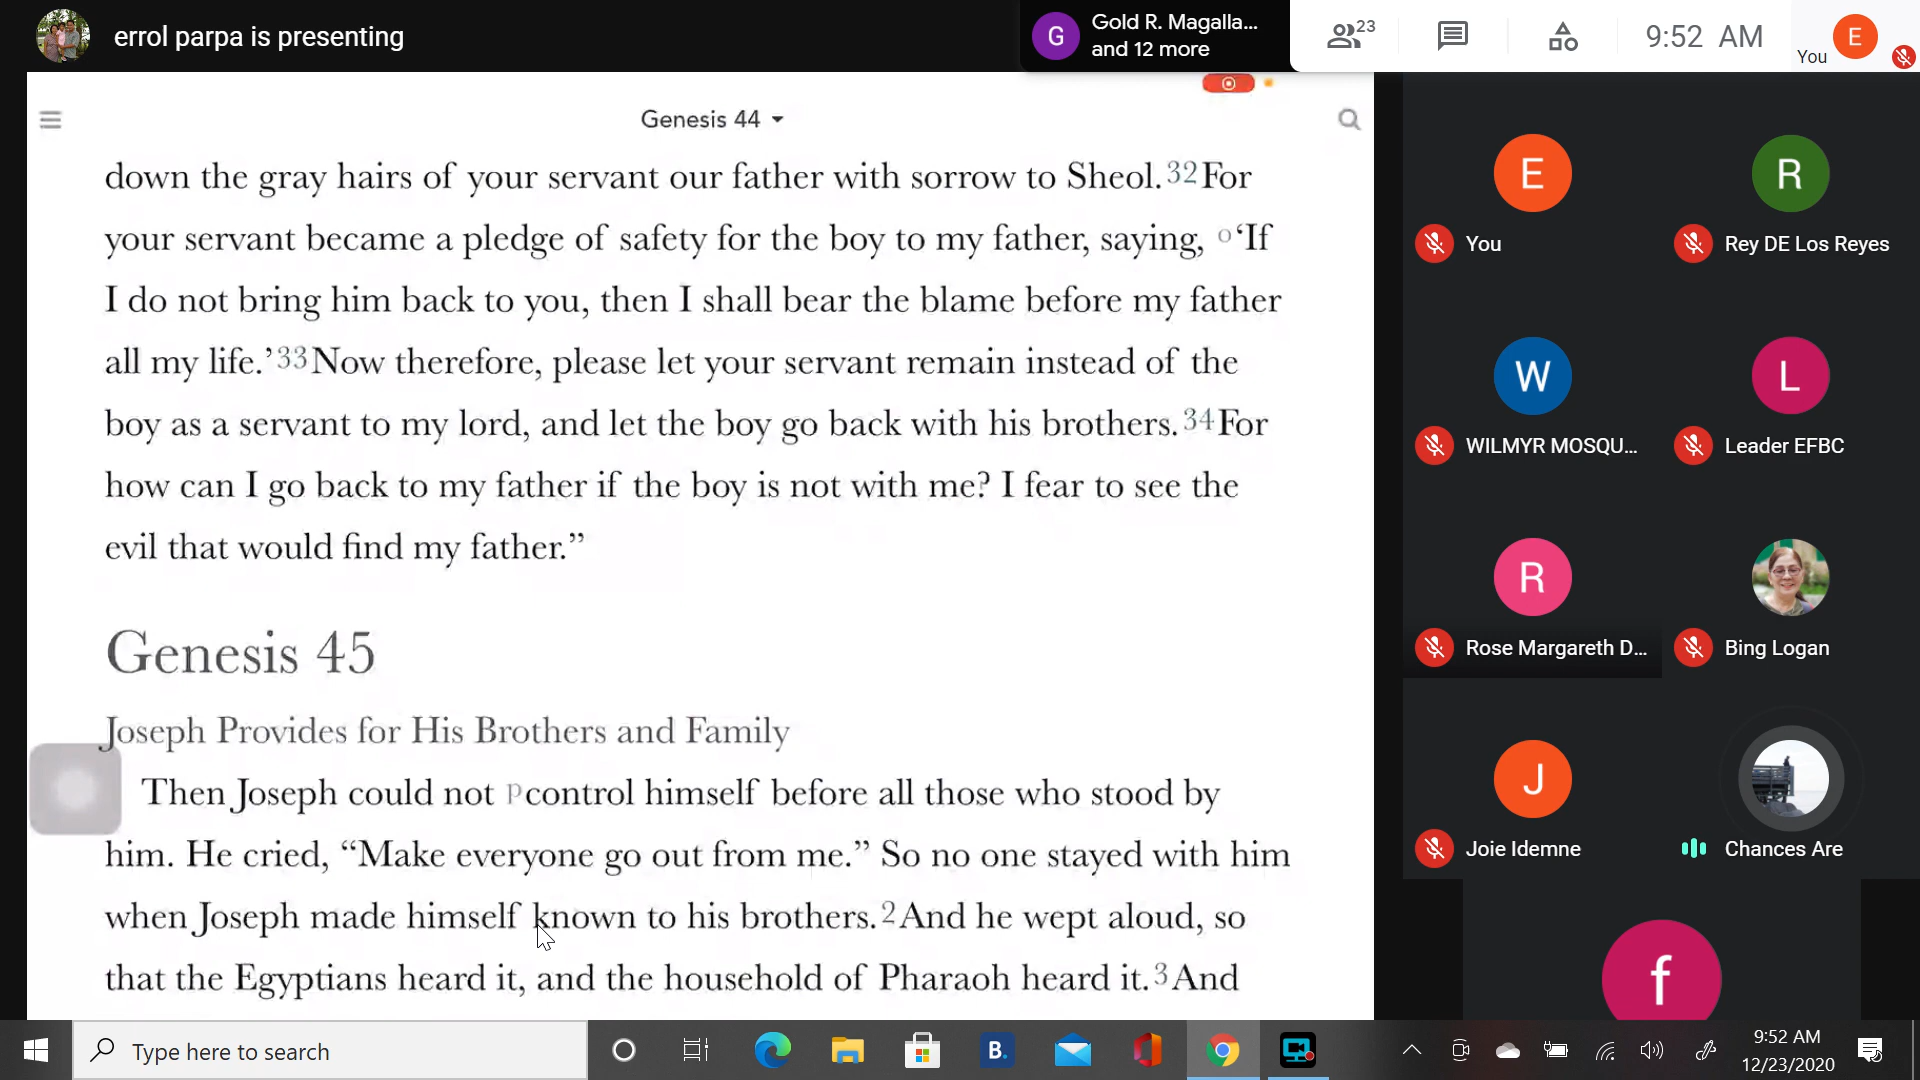 errol parpa is presenting
G
Gold R. Magalla...
and 12 more
23
9:52 AM
You
E
Genesis 44
down the gray hairs of your servant our father with sorrow to Sheol. 32 For
your servant became a pledge of safety for the boy to my father, saying, o ‘If
I do not bring him back to you, then I shall bear the blame before my father
all my life.’ 33 Now therefore, please let your servant remain instead of the
boy as a servant to my lord, and let the boy go back with his brothers. 34 For
how can I go back to my father if the boy is not with me? I fear to see the
evil that would find my father.”
Genesis 45
Joseph Provides for His Brothers and Family
Then Joseph could not p control himself before all those who stood by
him. He cried, “Make everyone go out from me.” So no one stayed with him
when Joseph made himself known to his brothers. 2 And he wept aloud, so
that the Egyptians heard it, and the household of Pharaoh heard it. 3 And
E
You
R
Rey DE Los Reyes
W
WILMYR MOSQU...
L
Leader EFBC
R
Rose Margareth D...
Bing Logan
J
Joie Idemne
Chances Are
f
Type here to search
B.
9:52 AM
12/23/2020